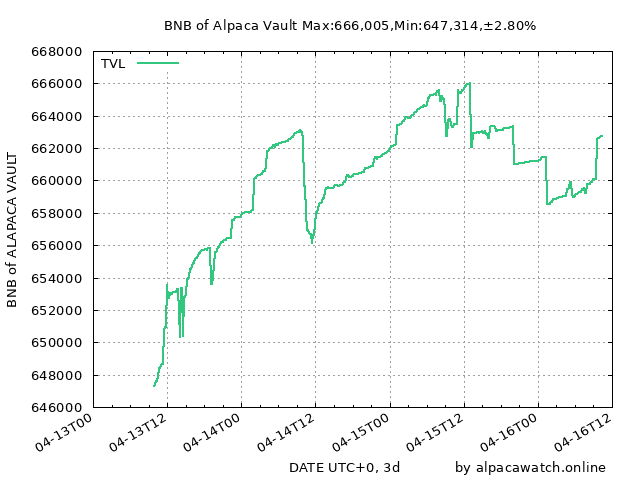 BNB of Alpaca Vault Max:666,005,Min:647,314,±2.80%
TVL
668000
666000
664000
662000
660000
658000
656000
654000
652000
650000
648000
646000
BNB of ALAPACA VAULT
04-13T00
04-13T12
04-14T00
04-14T12
04-15T00
04-15T12
04-16T00
04-16T12
DATE UTC+0, 3d
by alpacawatch.online